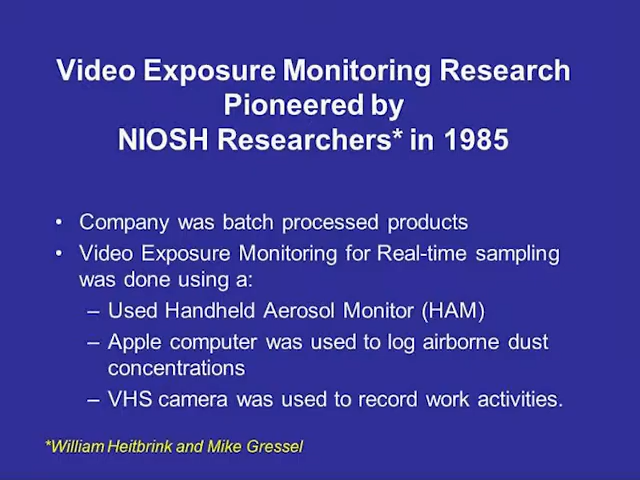 Video Exposure Monitoring Research
Pioneered by
NIOSH Researchers* in 1985
• Company was batch processed products
• Video Exposure Monitoring for Real-time sampling
was done using a:
– Used Handheld Aerosol Monitor (HAM)
– Apple computer was used to log airborne dust
concentrations
– VHS camera was used to record work activities.
*William Heitbrink and Mike Gressel